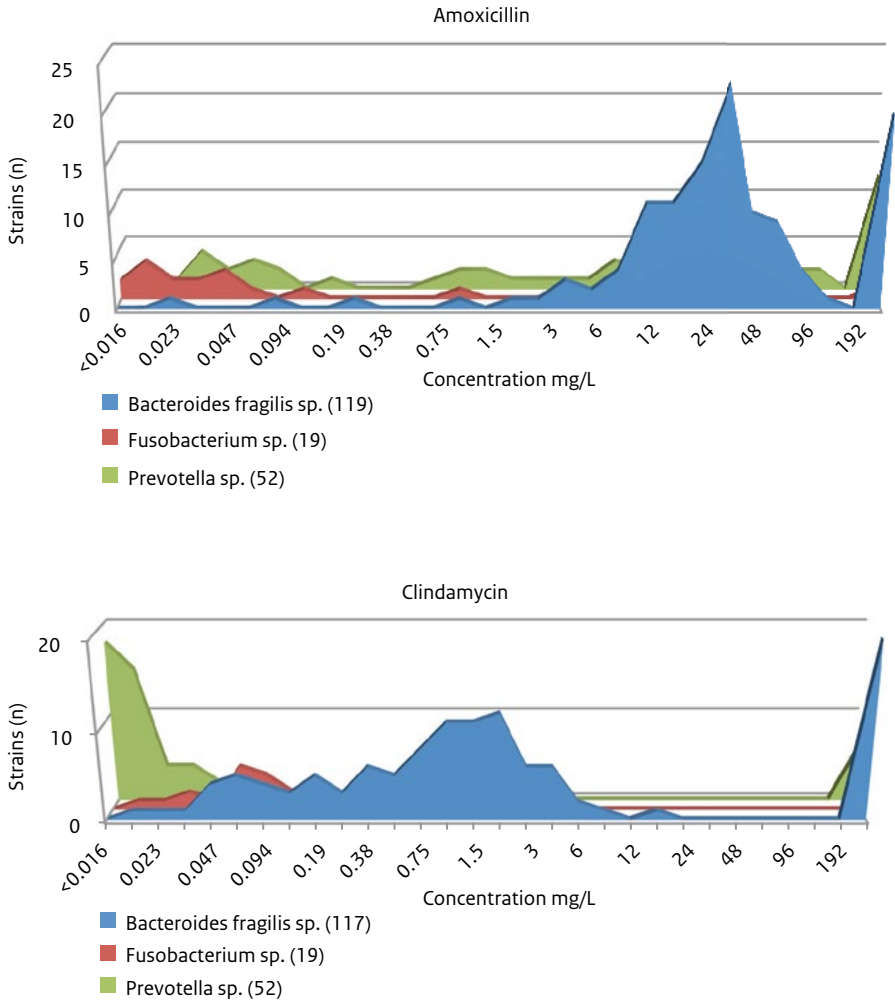 Amoxicillin
25
20
15
10
5
0
Strains (n)
<0.016 0.023 0.047 0.094 0.19 0.38 0.75 1.5 3 6 12 24 48 96 192
Concentration mg/L
Bacteroides fragilis sp. (119)
Fusobacterium sp. (19)
Prevotella sp. (52)
Clindamycin
20
10
0
Strains (n)
<0.016 0.023 0.047 0.094 0.19 0.38 0.75 1.5 3 6 12 24 48 96 192
Concentration mg/L
Bacteroides fragilis sp. (117)
Fusobacterium sp. (19)
Prevotella sp. (52)